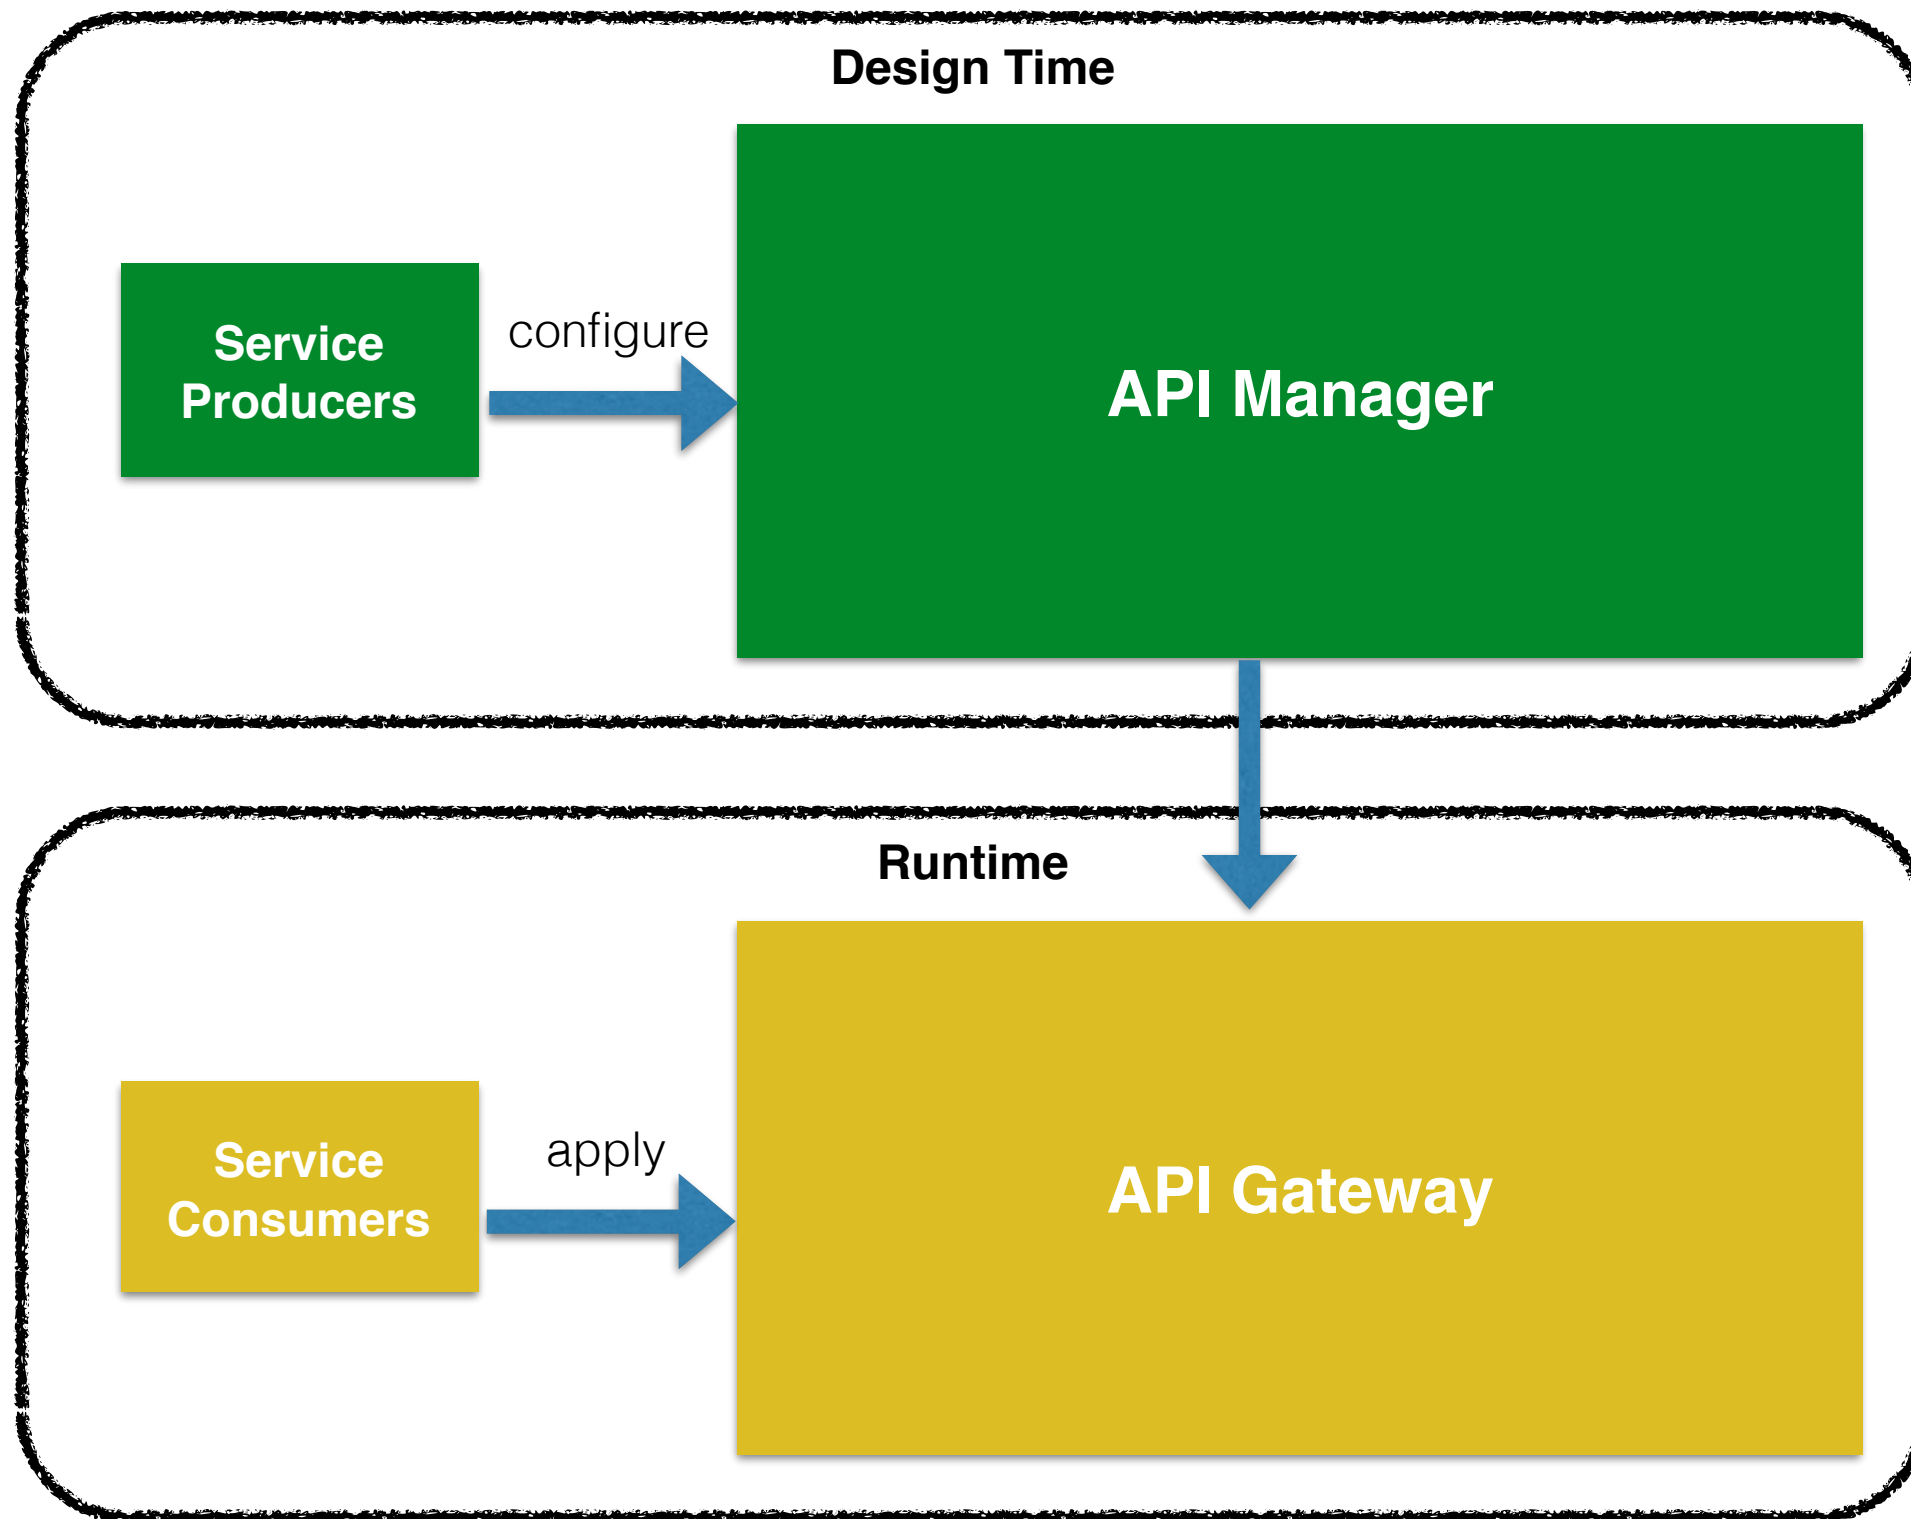 Design Time
Service
Producers
configure
API Manager
Runtime
Service
Consumers
apply
API Gateway